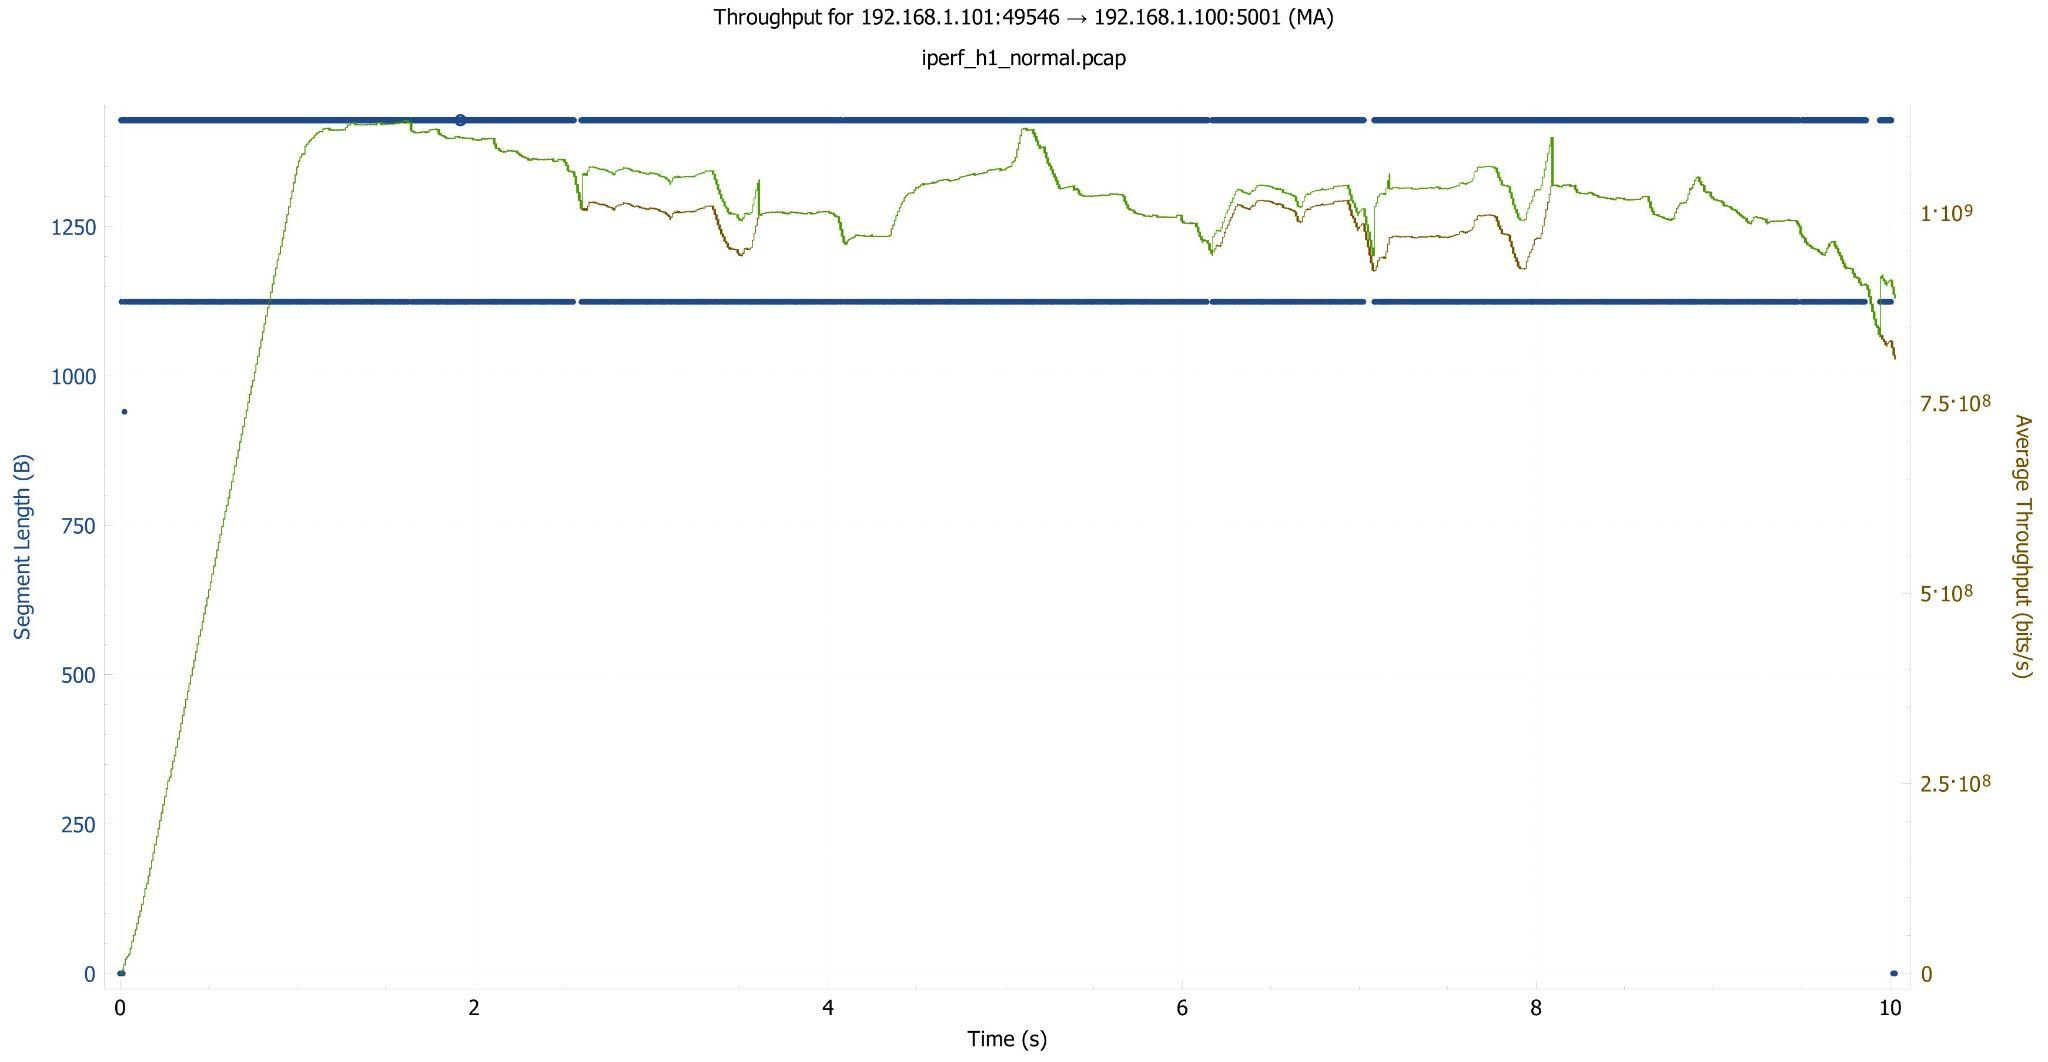 Throughput for 192.168.1.101:49546 → 192.168.1.100:5001 (MA)
iperf_h1_normal.pcap
Segment Length (B)
1250
1000
750
500
250
0
1·10⁹
7.5·10⁸
5·10⁸
2.5·10⁸
0
Average Throughput (bits/s)
0 2 4 6 8 10
Time (s)